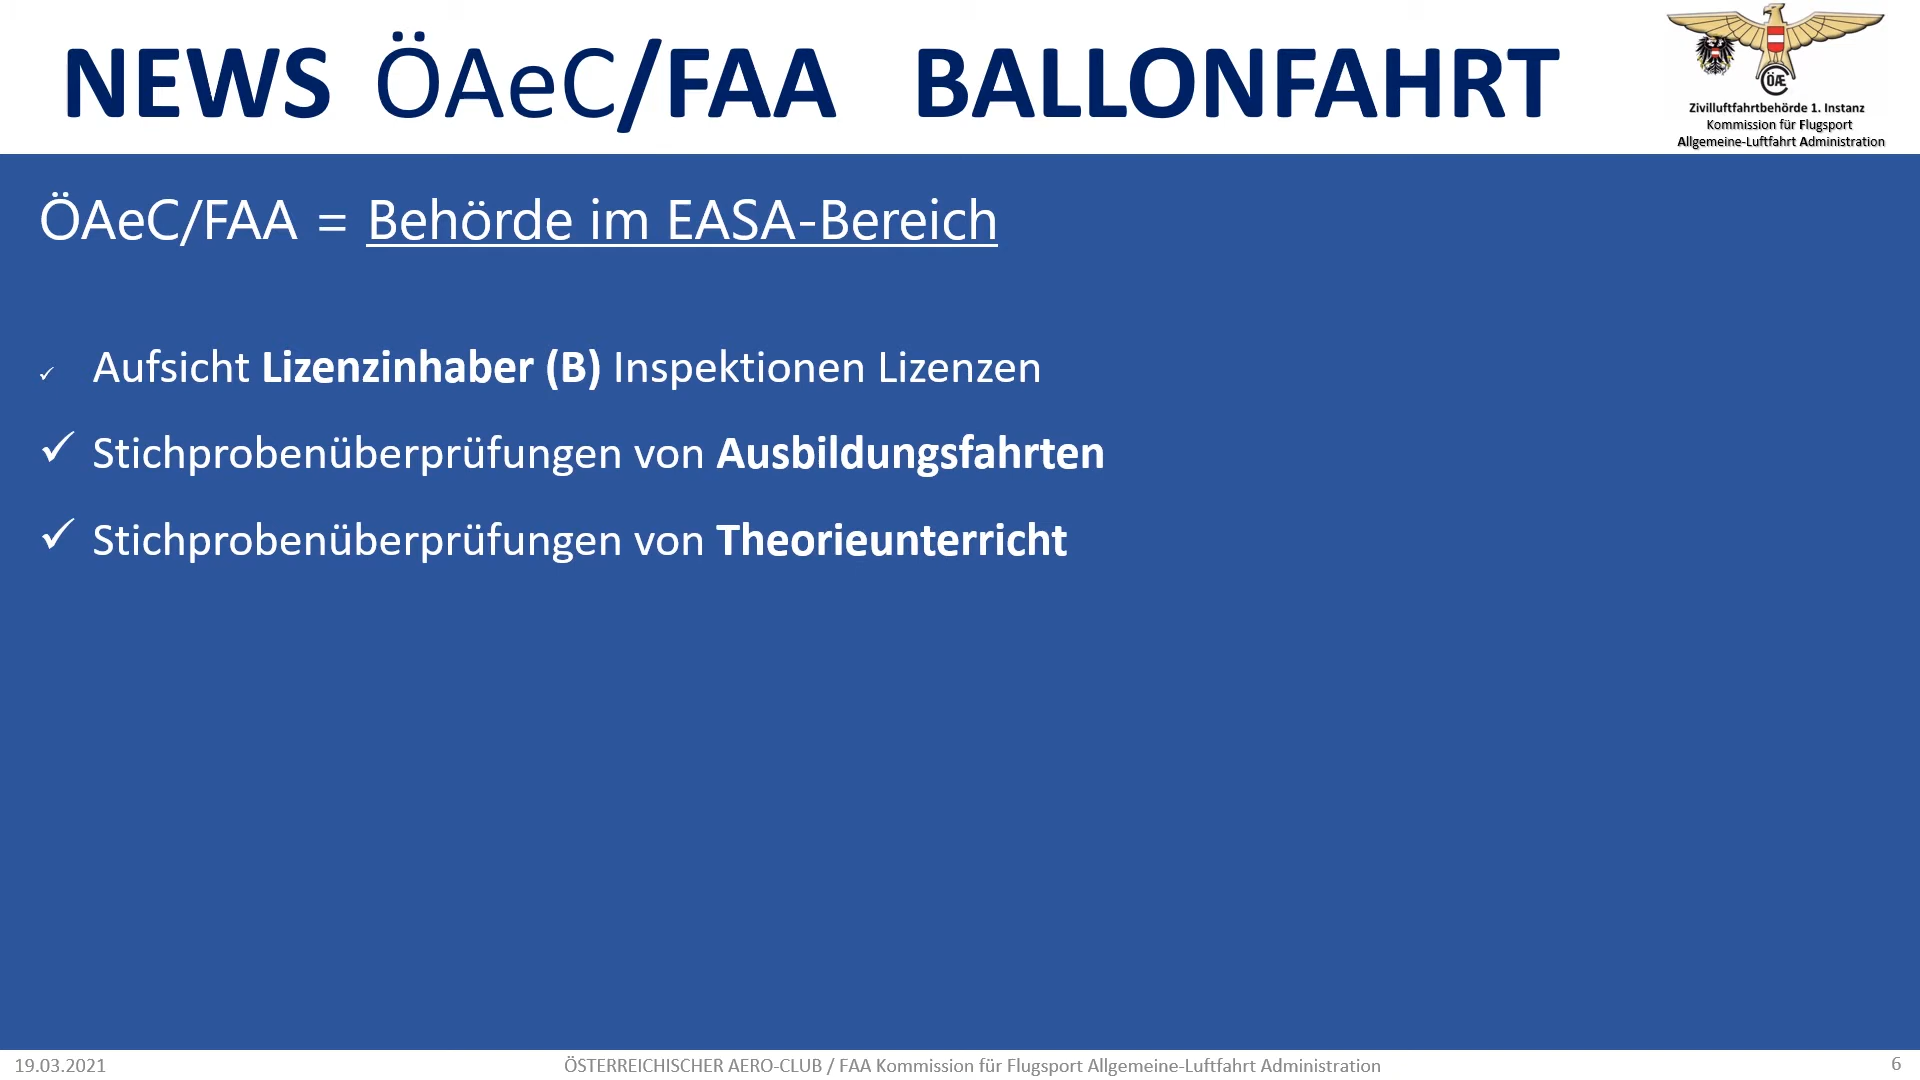 NEWS ÖAeC/FAA BALLONFAHRT
ÖÆ
Zivilluftfahrtbehörde 1. Instanz
Kommission für Flugsport
Allgemeine-Luftfahrt Administration
ÖAeC/FAA = Behörde im EASA-Bereich
✓ Aufsicht Lizenzinhaber (B) Inspektionen Lizenzen
✓ Stichprobenüberprüfungen von Ausbildungsfahrten
✓ Stichprobenüberprüfungen von Theorieunterricht
19.03.2021
ÖSTERREICHISCHER AERO-CLUB / FAA Kommission für Flugsport Allgemeine-Luftfahrt Administration
6